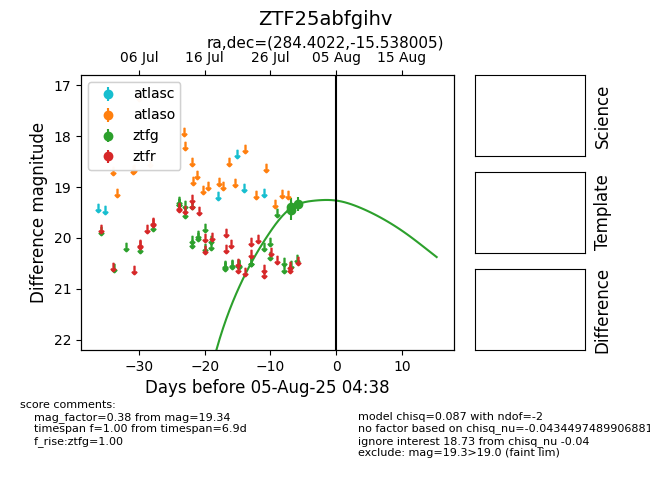 ZTF25abfgihv
ra,dec=(284.4022,-15.538005)
06 Jul 16 Jul 26 Jul 05 Aug 15 Aug
atlasc
atlaso
ztfg
ztfr
17
18
19
20
21
22
Difference magnitude
−30 −20 −10 0 10
Days before 05-Aug-25 04:38
Science
Template
Difference
score comments:
mag_factor=0.38 from mag=19.34
timespan f=1.00 from timespan=6.9d
f_rise:ztfg=1.00
model chisq=0.087 with ndof=-2
no factor based on chisq_nu=-0.0434497489906881
ignore interest 18.73 from chisq_nu -0.04
exclude: mag=19.3>19.0 (faint lim)